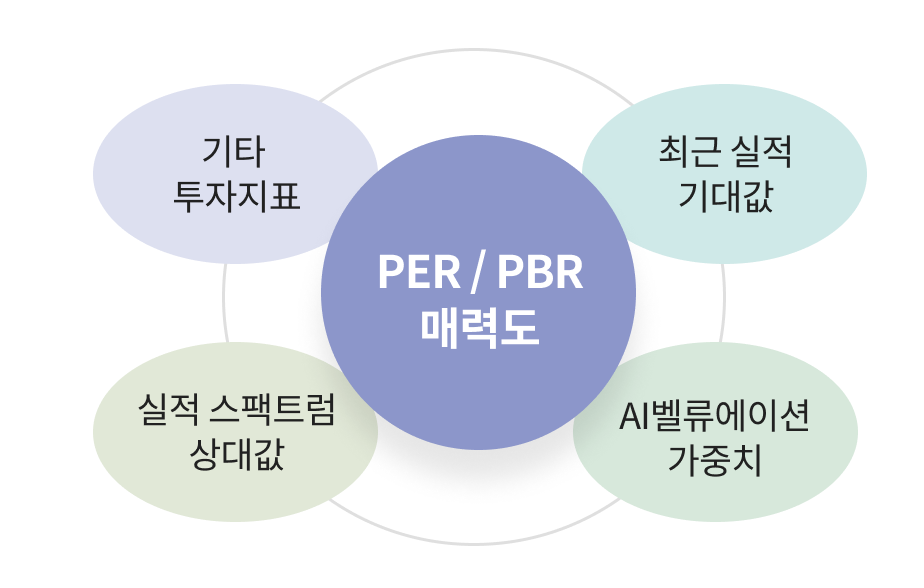 기타
투자지표
최근 실적
기대값
PER / PBR
매력도
실적 스팩트럼
상대값
AI벨류에이션
가중치